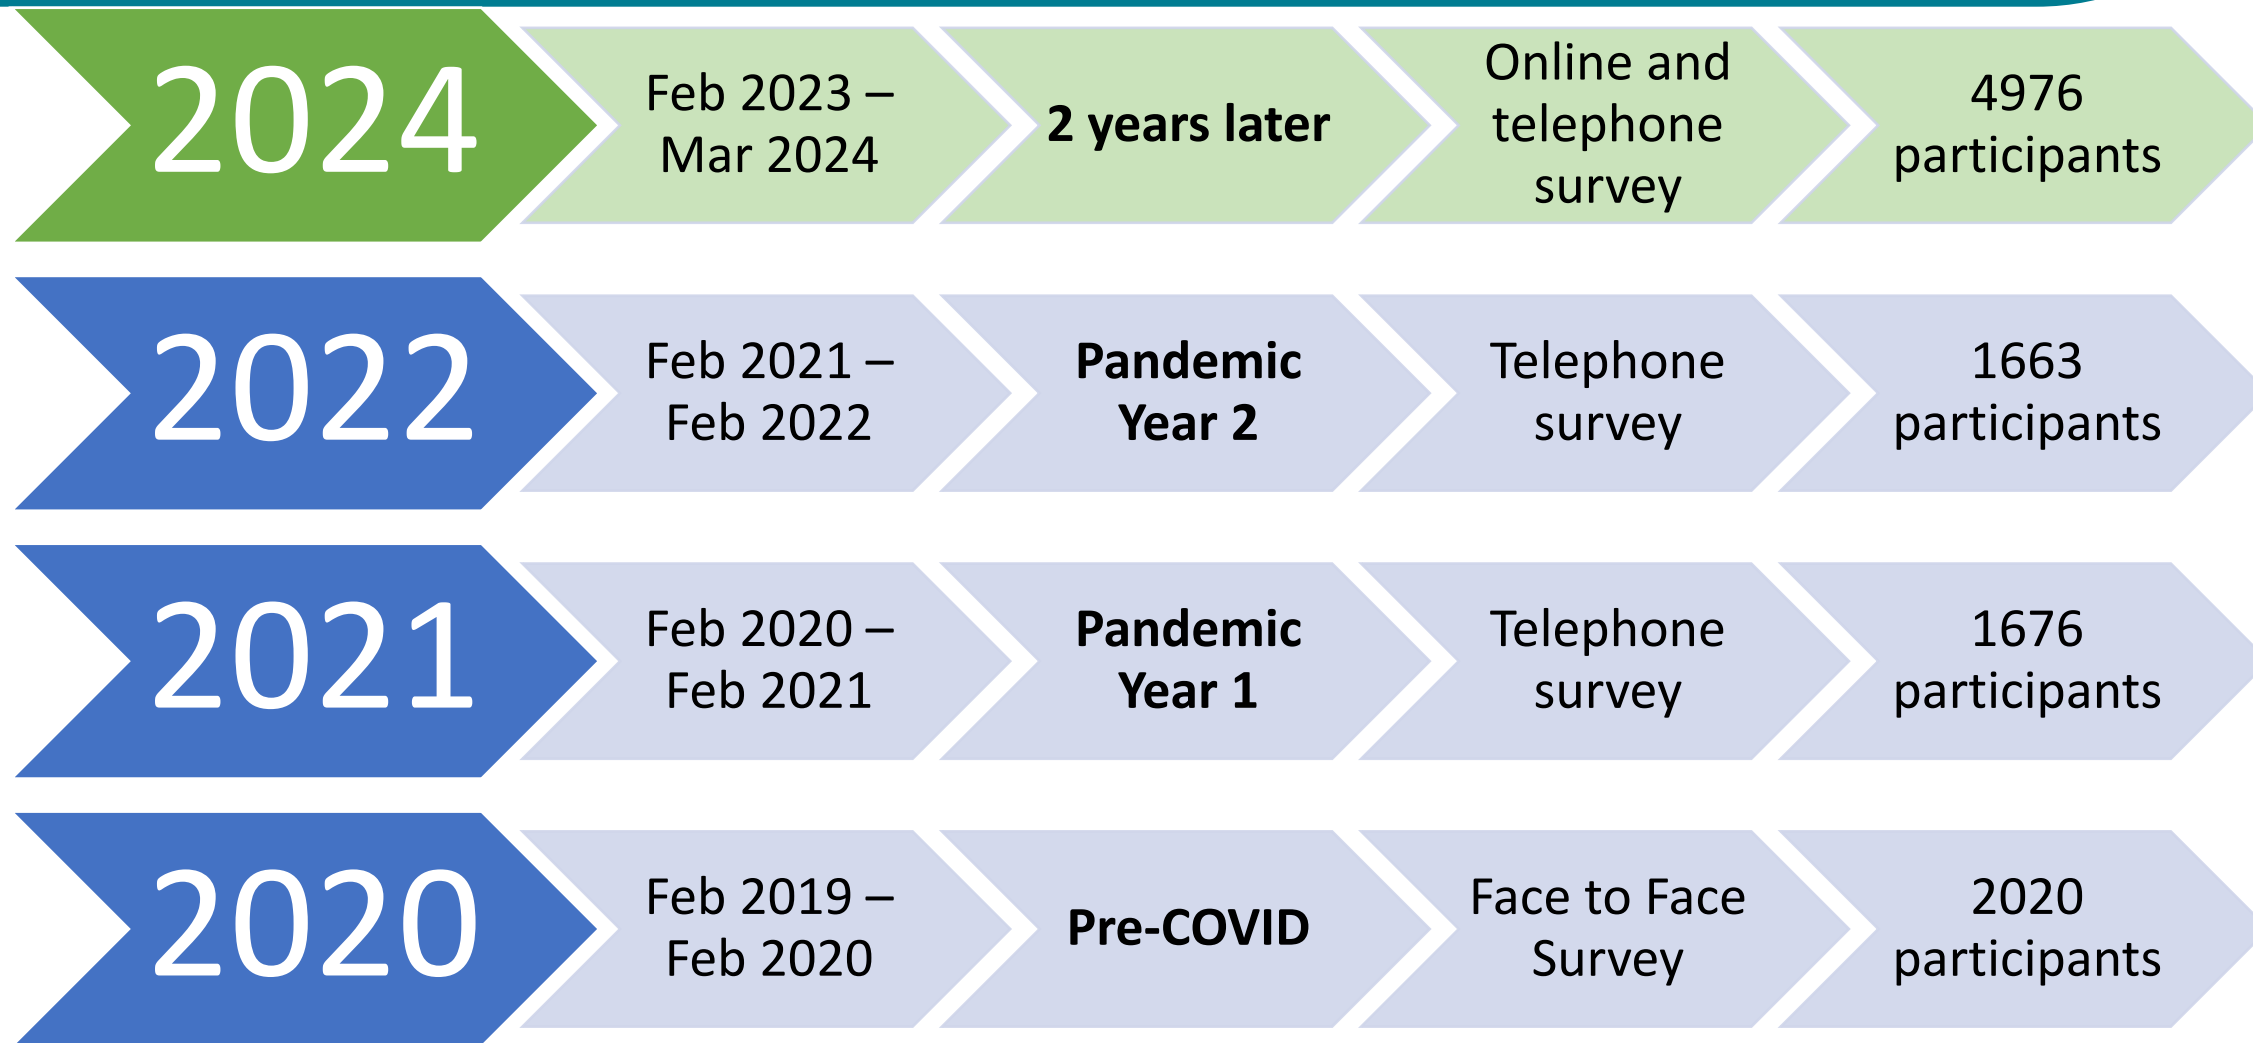 2024
Feb 2023 –
Mar 2024
2 years later
Online and
telephone
survey
4976
participants
2022
Feb 2021 –
Feb 2022
Pandemic
Year 2
Telephone
survey
1663
participants
2021
Feb 2020 –
Feb 2021
Pandemic
Year 1
Telephone
survey
1676
participants
2020
Feb 2019 –
Feb 2020
Pre-COVID
Face to Face
Survey
2020
participants